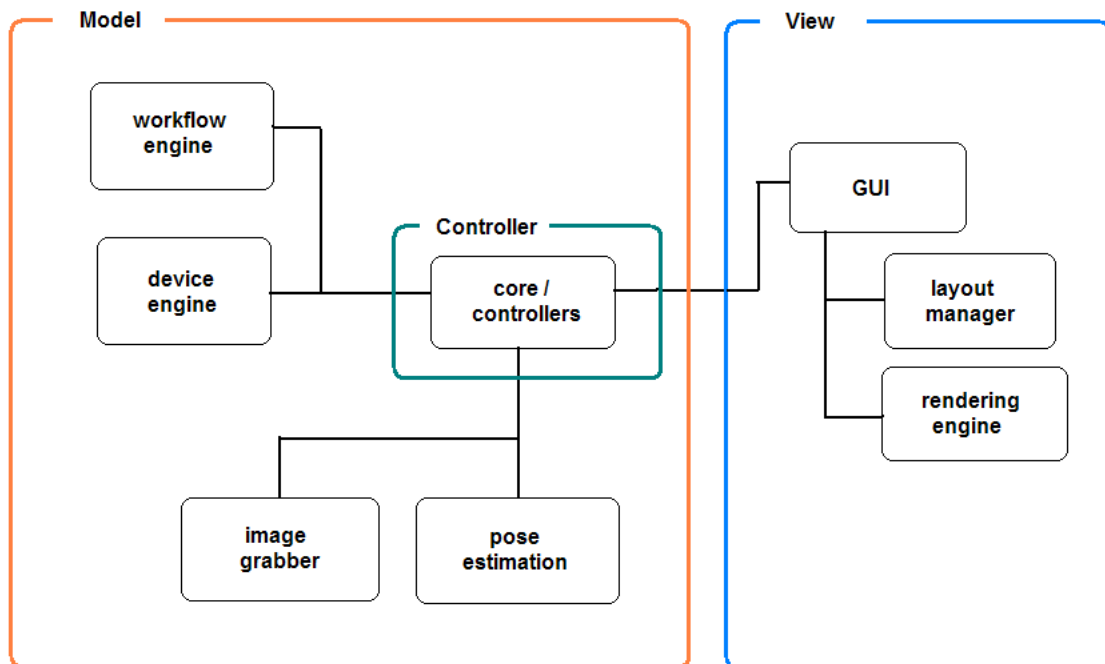 Model
View
workflow
engine
GUI
Controller
device
engine
core /
controllers
layout
manager
rendering
engine
image
grabber
pose
estimation